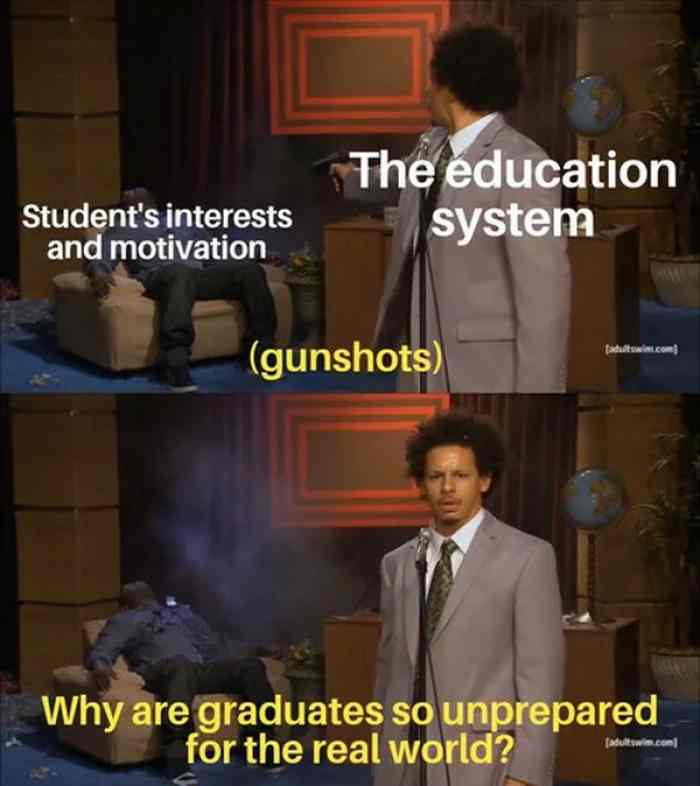 The education
system
Student's interests
and motivation
(gunshots)
[adultswim.com]
Why are graduates so unprepared
for the real world?
[adultswim.com]